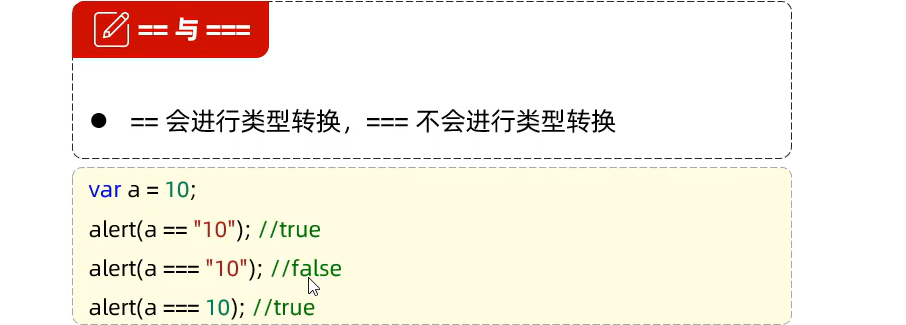 == 与 ===
● == 会进行类型转换，=== 不会进行类型转换
var a = 10;
alert(a == "10"); //true
alert(a === "10"); //false
alert(a === 10); //true